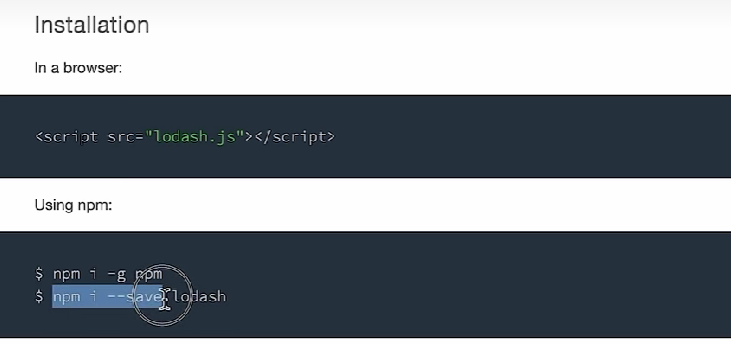 Installation
In a browser:
<script src="lodash.js"></script>
Using npm:
$ npm i -g npm
$ npm i --save lodash